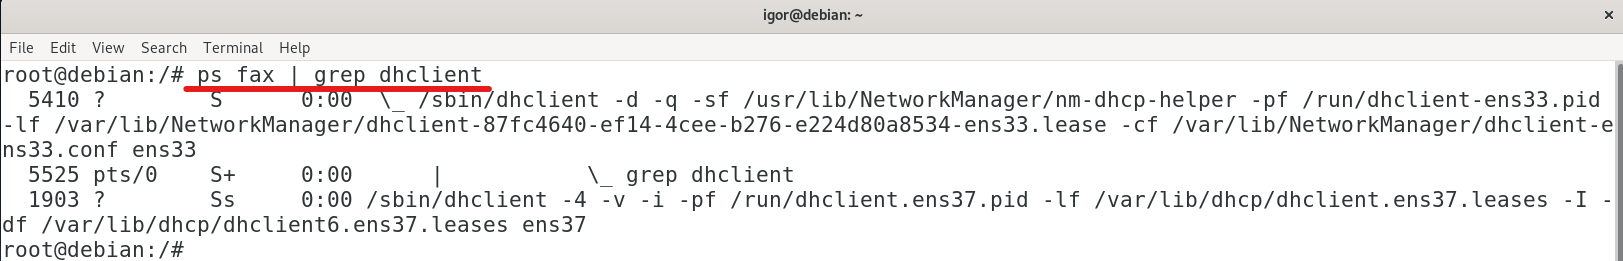 igor@debian: ~ ×
File Edit View Search Terminal Help
root@debian:/# ps fax | grep dhclient
  5410 ?        S      0:00  \_ /sbin/dhclient -d -q -sf /usr/lib/NetworkManager/nm-dhcp-helper -pf /run/dhclient-ens33.pid
-lf /var/lib/NetworkManager/dhclient-87fc4640-ef14-4cee-b276-e224d80a8534-ens33.lease -cf /var/lib/NetworkManager/dhclient-e
ns33.conf ens33
  5525 pts/0    S+     0:00      |           \_ grep dhclient
  1903 ?        Ss     0:00 /sbin/dhclient -4 -v -i -pf /run/dhclient.ens37.pid -lf /var/lib/dhcp/dhclient.ens37.leases -I -
df /var/lib/dhcp/dhclient6.ens37.leases ens37
root@debian:/#